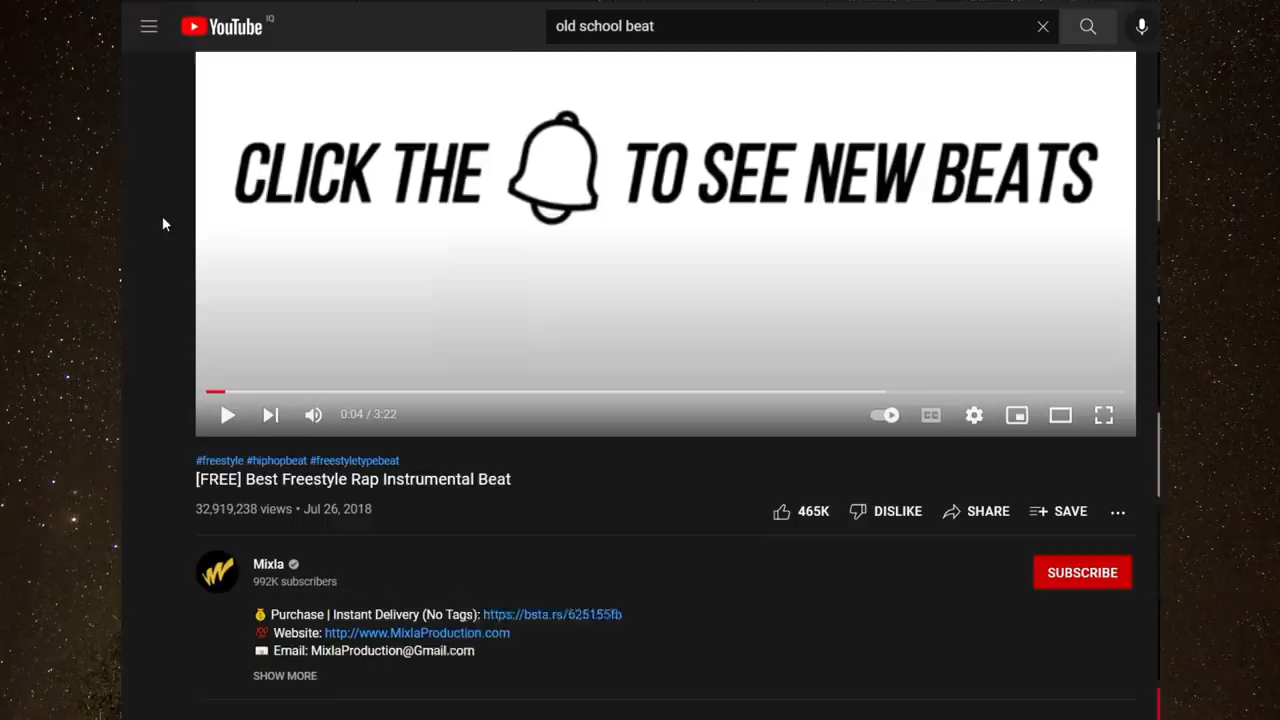 YouTube IQ
old school beat
CLICK THE TO SEE NEW BEATS
0:04 / 3:22
CC
#freestyle #hiphopbeat #freestyletypebeat
[FREE] Best Freestyle Rap Instrumental Beat
32,919,238 views • Jul 26, 2018
465K DISLIKE SHARE SAVE
Mixla
992K subscribers
SUBSCRIBE
Purchase | Instant Delivery (No Tags): https://bsta.rs/625155fb
💯 Website: http://www.MixlaProduction.com
Email: MixlaProduction@Gmail.com
SHOW MORE